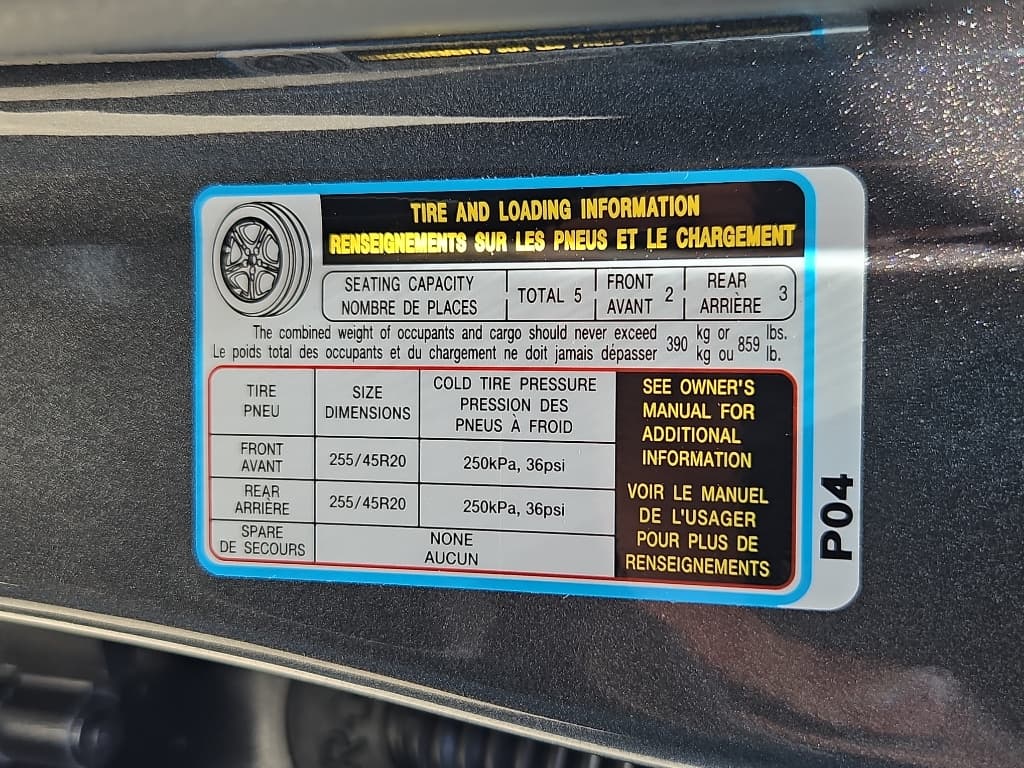 TIRE AND LOADING INFORMATION
RENSEIGNEMENTS SUR LES PNEUS ET LE CHARGEMENT
SEATING CAPACITY
NOMBRE DE PLACES
TOTAL 5
FRONT
AVANT
2
REAR
ARRIÈRE
3
The combined weight of occupants and cargo should never exceed
Le poids total des occupants et du chargement ne doit jamais dépasser
390
kg or
kg ou
859
lbs.
lb.
TIRE
PNEU
SIZE
DIMENSIONS
COLD TIRE PRESSURE
PRESSION DES
PNEUS À FROID
FRONT
AVANT
255/45R20
250kPa, 36psi
REAR
ARRIÈRE
255/45R20
250kPa, 36psi
SPARE
DE SECOURS
NONE
AUCUN
SEE OWNER'S
MANUAL FOR
ADDITIONAL
INFORMATION
VOIR LE MANUEL
DE L'USAGER
POUR PLUS DE
RENSEIGNEMENTS
P04